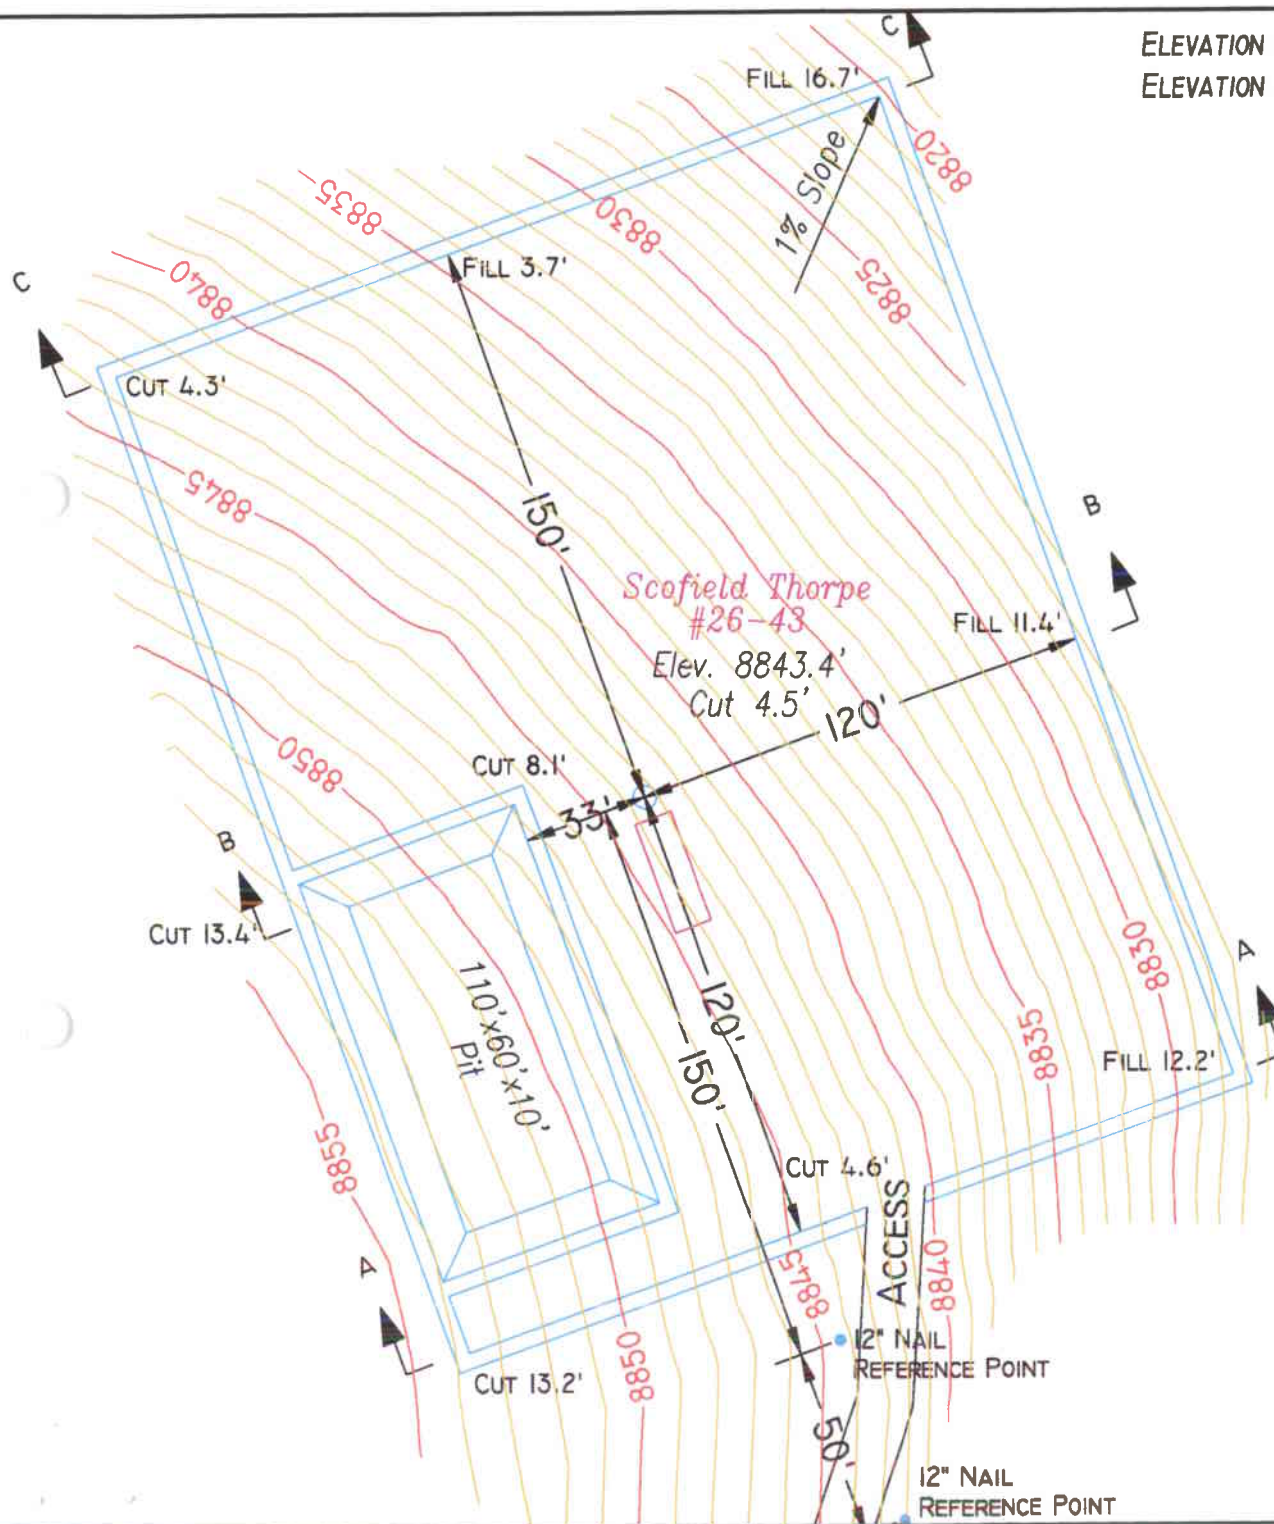 ELEVATION
ELEVATION
C
FILL 16.7'
8820
1% Slope
8835
8830
FILL 3.7'
8840
8825
C
CUT 4.3'
8845
B
150'
Scofield Thorpe
#26-43
FILL 11.4'
Elev. 8843.4'
Cut 4.5'
120'
8850
CUT 8.1'
33'
B
CUT 13.4'
8830
A
110'x60'x10'
Pit
120'
8835
150'
FILL 12.2'
8855
CUT 4.6'
ACCESS
A
8845
8840
12" NAIL
REFERENCE POINT
8850
CUT 13.2'
50'
12" NAIL
REFERENCE POINT